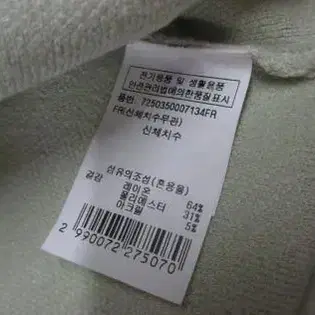 전기용품 및 생활용품
안전관리법에의한품질표시
품번: 7250350007134FR
FR(신체치수무관)
신체치수
섬유의조성(혼용율)
겉감
레이온 64%
폴리에스터 31%
아크릴 5%
2 990072 275070